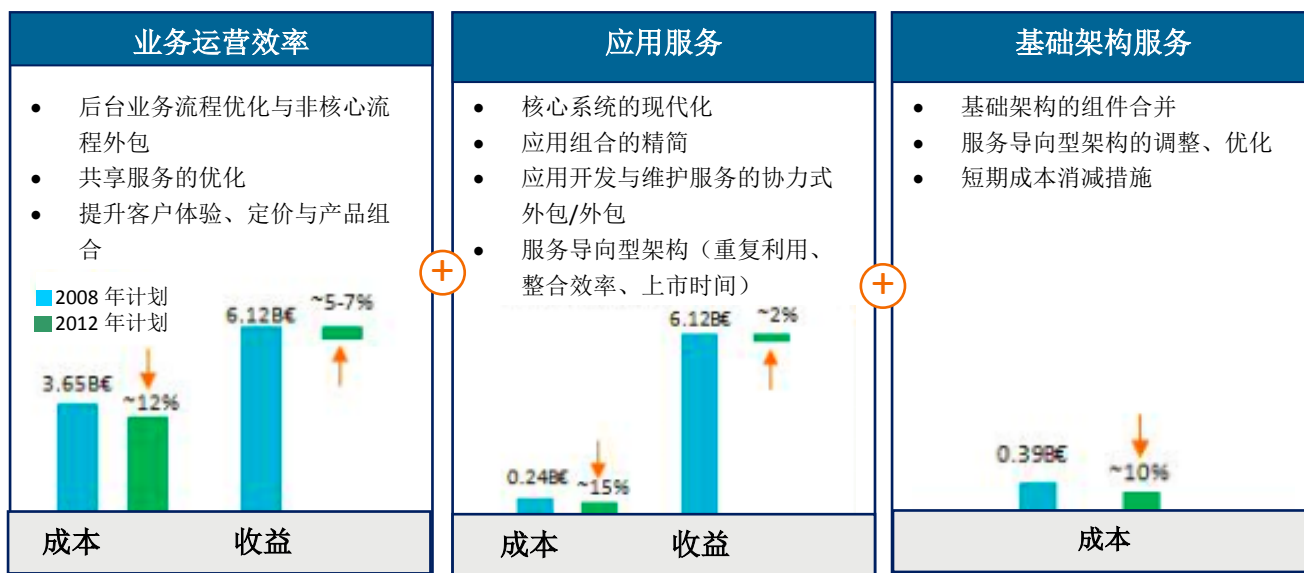 业务运营效率
• 后台业务流程优化与非核心流
程外包
• 共享服务的优化
• 提升客户体验、定价与产品组
合
2008 年计划
2012 年计划
3.65B€
~12%
6.12B€
~5-7%
成本
收益
+
应用服务
• 核心系统的现代化
• 应用组合的精简
• 应用开发与维护服务的协力式
外包/外包
• 服务导向型架构（重复利用、
整合效率、上市时间）
0.24B€
~15%
6.12B€
~2%
成本
收益
+
基础架构服务
• 基础架构的组件合并
• 服务导向型架构的调整、优化
• 短期成本消减措施
0.39B€
~10%
成本